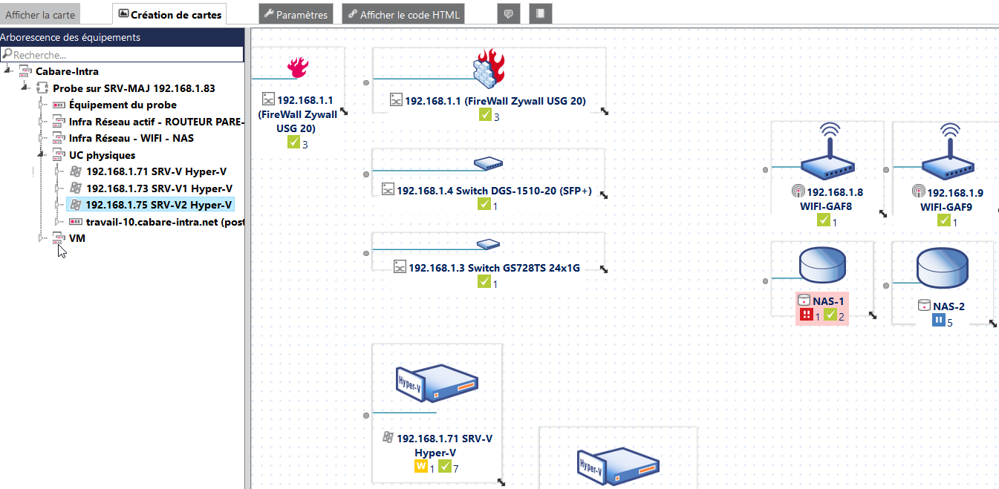 Afficher la carte
Création de cartes
Paramètres
Afficher le code HTML
Arborescence des équipements
Recherche...
Cabare-Intra
Probe sur SRV-MAJ 192.168.1.83
Équipement du probe
Infra Réseau actif - ROUTEUR PARE-
Infra Réseau - WIFI - NAS
UC physiques
192.168.1.71 SRV-V Hyper-V
192.168.1.73 SRV-V1 Hyper-V
192.168.1.75 SRV-V2 Hyper-V
travail-10.cabare-intra.net (post
VM
192.168.1.1
(FireWall Zywall
USG 20)
3
192.168.1.1 (FireWall Zywall USG 20)
3
192.168.1.4 Switch DGS-1510-20 (SFP+)
1
192.168.1.3 Switch GS728TS 24x1G
1
192.168.1.8
WIFI-GAF8
1
192.168.1.9
WIFI-GAF9
1
NAS-1
1 2
NAS-2
5
Hyper-V
192.168.1.71 SRV-V
Hyper-V
W 1 7
Hyper-V